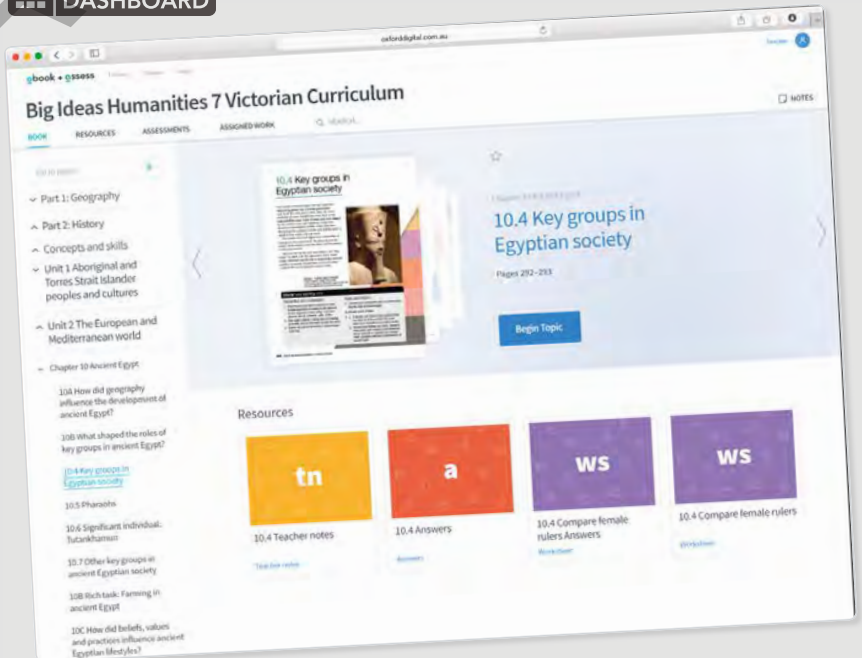 DASHBOARD
oxforddigital.com.au
obook + assess
Big Ideas Humanities 7 Victorian Curriculum
NOTES
BOOK RESOURCES ASSESSMENTS ASSIGNED WORK SEARCH...
Part 1: Geography
Part 2: History
Concepts and skills
Unit 1 Aboriginal and
Torres Strait Islander
peoples and cultures
Unit 2 The European and
Mediterranean world
Chapter 10 Ancient Egypt
10A How did geography
influence the development of
ancient Egypt?
10B What shaped the roles of
key groups in ancient Egypt?
10.4 Key groups in
Egyptian society
10.5 Pharaohs
10.6 Significant individual:
Tutankhamun
10.7 Other key groups in
ancient Egyptian society
10B Rich task: Farming in
ancient Egypt
10C How did beliefs, values
and practices influence ancient
Egyptian lifestyles?
10.4 Key groups in
Egyptian society
10.4 Key groups in
Egyptian society
Pages 292–293
Begin Topic
Resources
tn
10.4 Teacher notes
Teacher notes
a
10.4 Answers
Answers
ws
10.4 Compare female
rulers Answers
Worksheet
ws
10.4 Compare female rulers
Worksheet